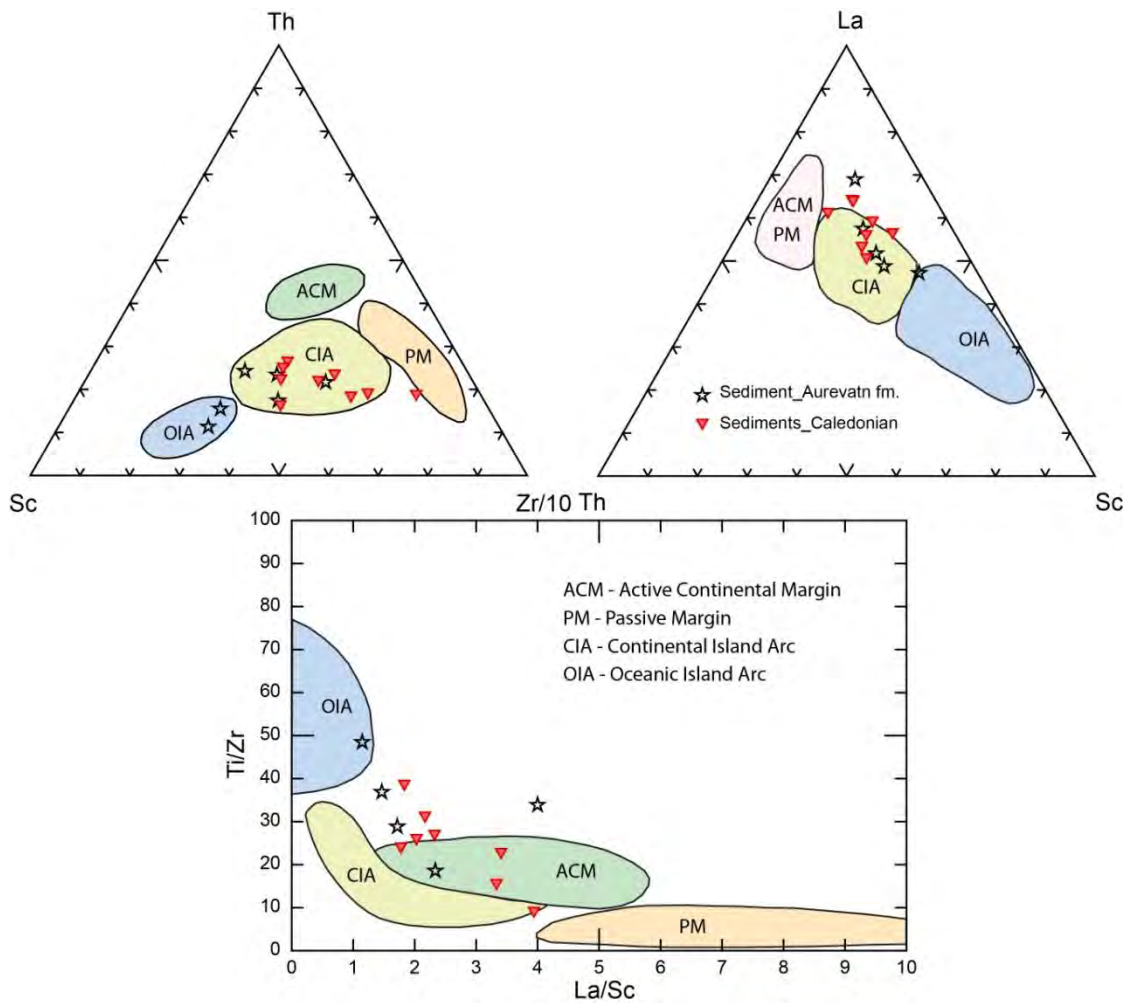 Th
La
ACM
PM
ACM
CIA
PM
CIA
OIA
OIA
Sediment_Aurevatn fm.
Sediments_Caledonian
Sc
Zr/10
Th
Sc
100
90
80
70
60
50
40
30
20
10
0
Ti/Zr
ACM - Active Continental Margin
PM - Passive Margin
CIA - Continental Island Arc
OIA - Oceanic Island Arc
OIA
CIA
ACM
PM
0 1 2 3 4 5 6 7 8 9 10
La/Sc